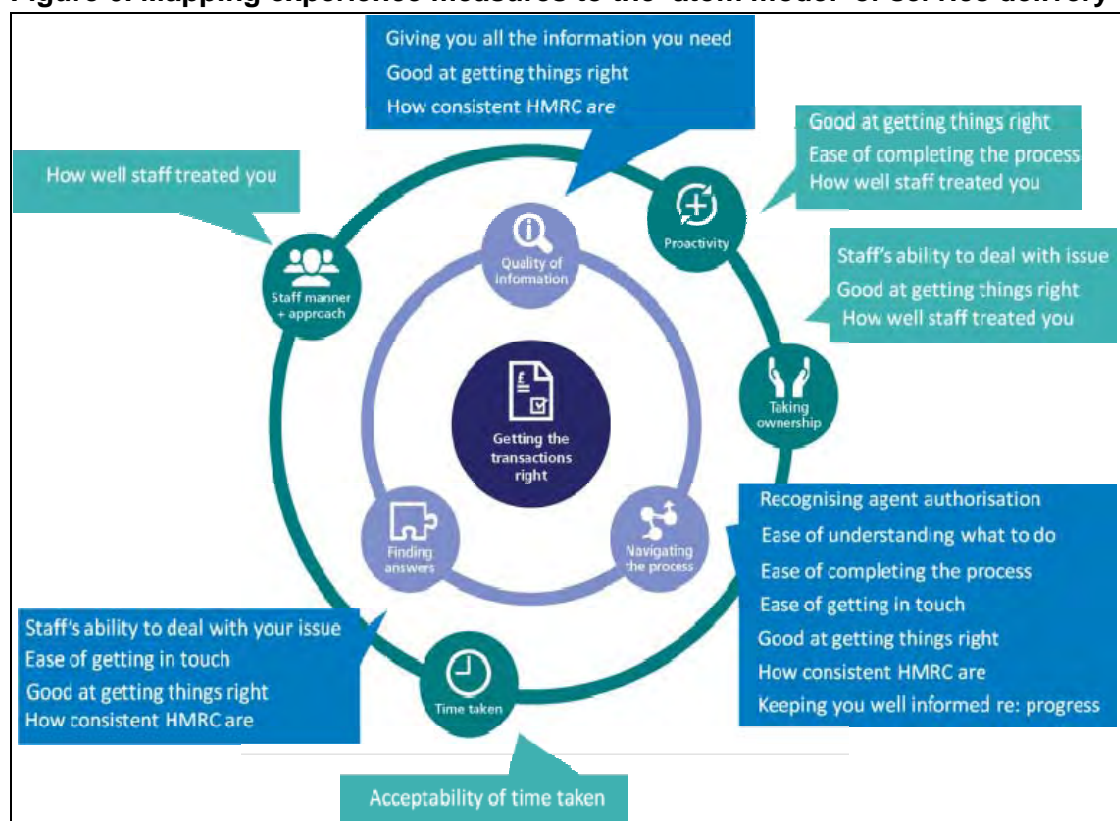 Giving you all the information you need
Good at getting things right
How consistent HMRC are
Good at getting things right
Ease of completing the process
How well staff treated you
How well staff treated you
Proactivity
Quality of
information
Staff manner
+ approach
Staff's ability to deal with issue
Good at getting things right
How well staff treated you
£
Taking
ownership
Getting the
transactions
right
Recognising agent authorisation
Ease of understanding what to do
Ease of completing the process
Ease of getting in touch
Good at getting things right
How consistent HMRC are
Keeping you well informed re: progress
Finding
answers
Navigating
the process
Staff's ability to deal with your issue
Ease of getting in touch
Good at getting things right
How consistent HMRC are
Time taken
Acceptability of time taken